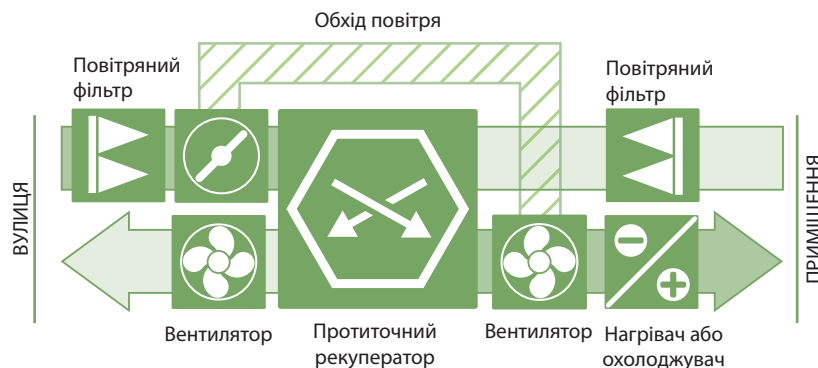 Обхід повітря
Повітряний
фільтр
Повітряний
фільтр
ВУЛИЦЯ
ПРИМІЩЕННЯ
Вентилятор
Протиточний
рекуператор
Вентилятор
Нагрівач або
охолоджувач